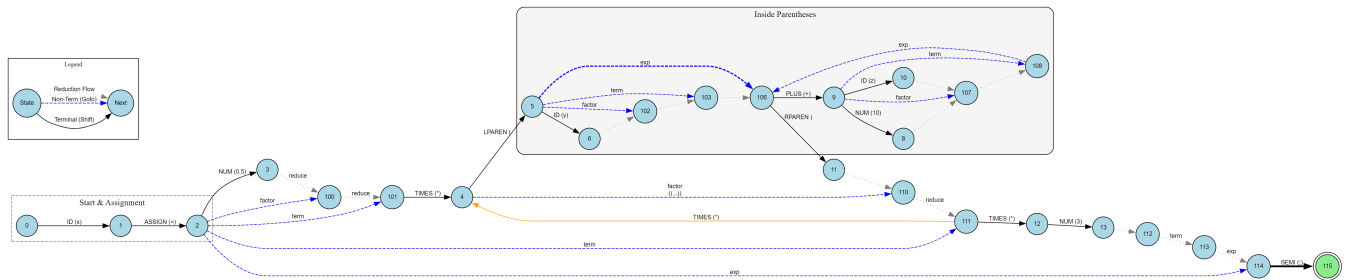 Inside Parentheses
Legend
State
Next
Reduction Flow
Non-Term (Goto)
Terminal (Shift)
exp
exp
term
5
term
factor
ID (y)
6
102
103
106
PLUS (+)
RPAREN )
9
ID (z)
10
factor
NUM (10)
8
107
108
LPAREN (
Start & Assignment
0
ID (x)
1
ASSIGN (=)
2
NUM (0.5)
3
reduce
factor
100
term
reduce
101
TIMES (*)
4
factor
((...))
11
110
reduce
TIMES (*)
111
TIMES (*)
12
NUM (3)
13
112
term
113
term
exp
exp
114
SEMI (;)
115